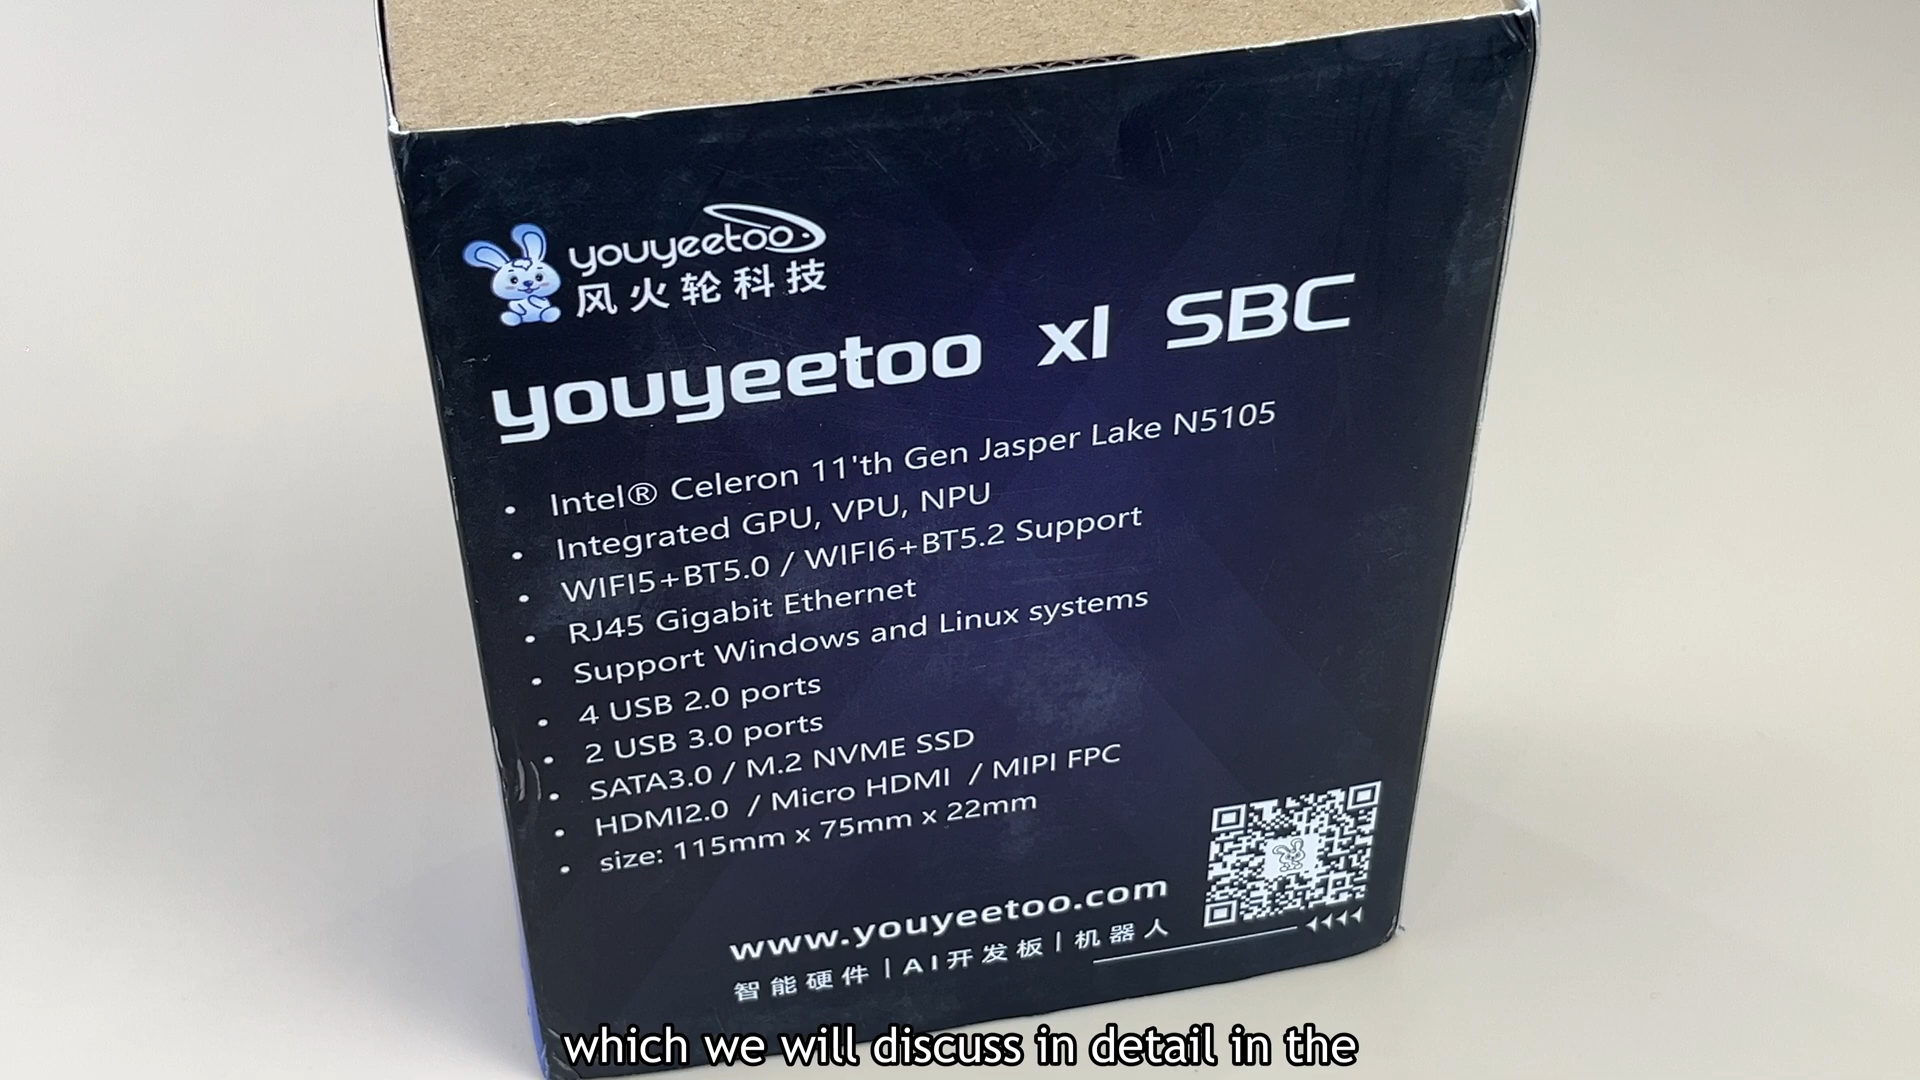 youyeetoo
风火轮科技
youyeetoo xl SBC
• Intel® Celeron 11'th Gen Jasper Lake N5105
• Integrated GPU, VPU, NPU
• WIFI5+BT5.0 / WIFI6+BT5.2 Support
• RJ45 Gigabit Ethernet
• Support Windows and Linux systems
• 4 USB 2.0 ports
• 2 USB 3.0 ports
• SATA3.0 / M.2 NVME SSD
• HDMI2.0 / Micro HDMI / MIPI FPC
• size: 115mm x 75mm x 22mm
www.youyeetoo.com
智能硬件 | AI开发板 | 机器人
which we will discuss in detail in the